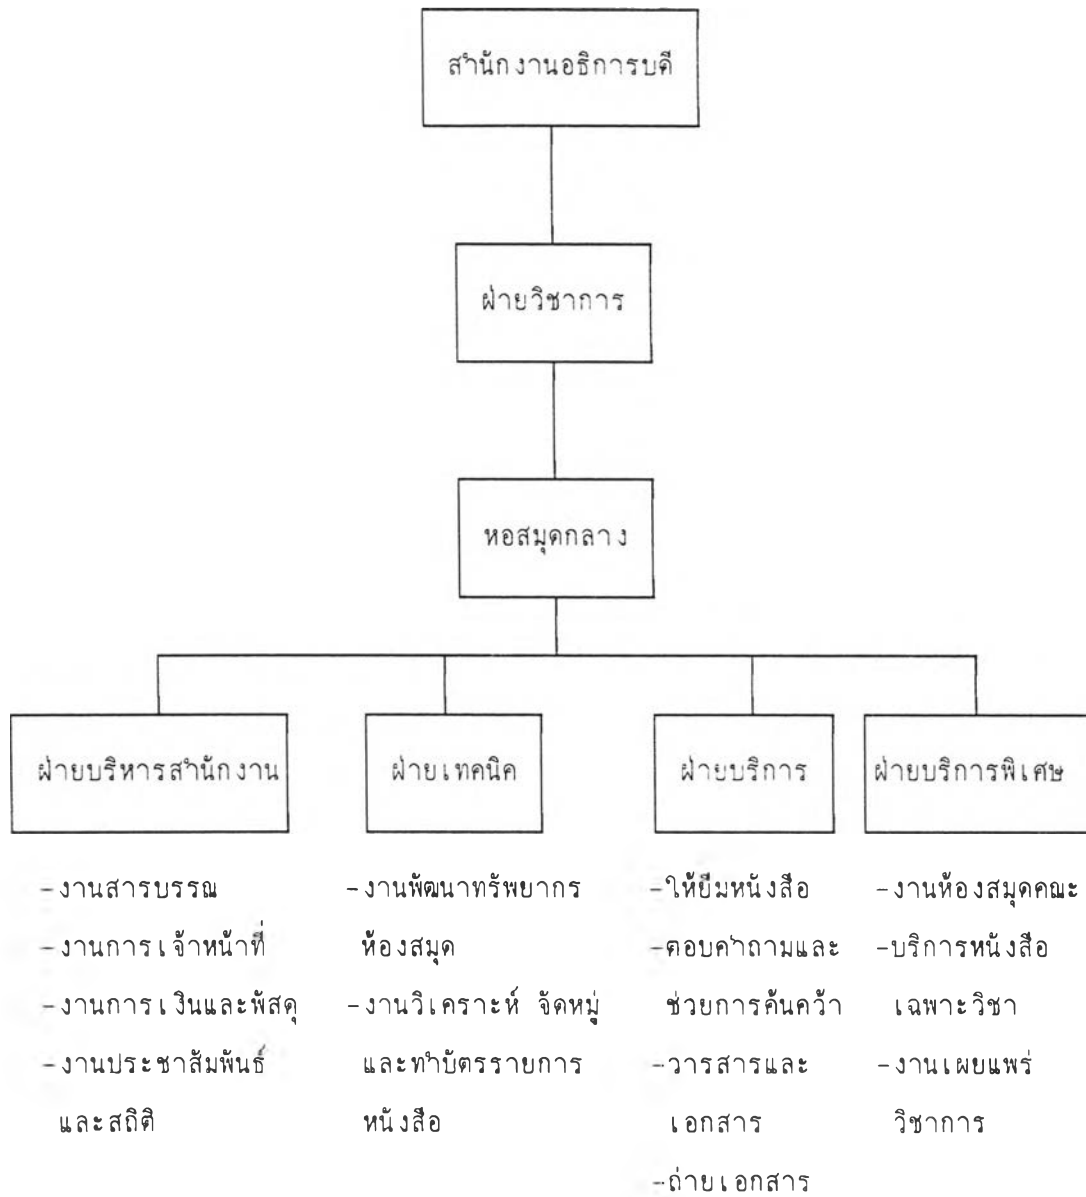 สำนักงานอธิการบดี
ฝ่ายวิชาการ
หอสมุดกลาง
ฝ่ายบริหารสำนักงาน
-งานสารบรรณ
-งานการเจ้าหน้าที่
-งานการเงินและพัสดุ
-งานประชาสัมพันธ์
และสถิติ
ฝ่ายเทคนิค
-งานพัฒนาทรัพยากร
ห้องสมุด
-งานวิเคราะห์ จัดหมู่
และทำบัตรรายการ
หนังสือ
ฝ่ายบริการ
-ให้ยืมหนังสือ
-ตอบคำถามและ
ช่วยการค้นคว้า
-วารสารและ
เอกสาร
-ถ่ายเอกสาร
ฝ่ายบริการพิเศษ
-งานห้องสมุดคณะ
-บริการหนังสือ
เฉพาะวิชา
-งานเผยแพร่
วิชาการ